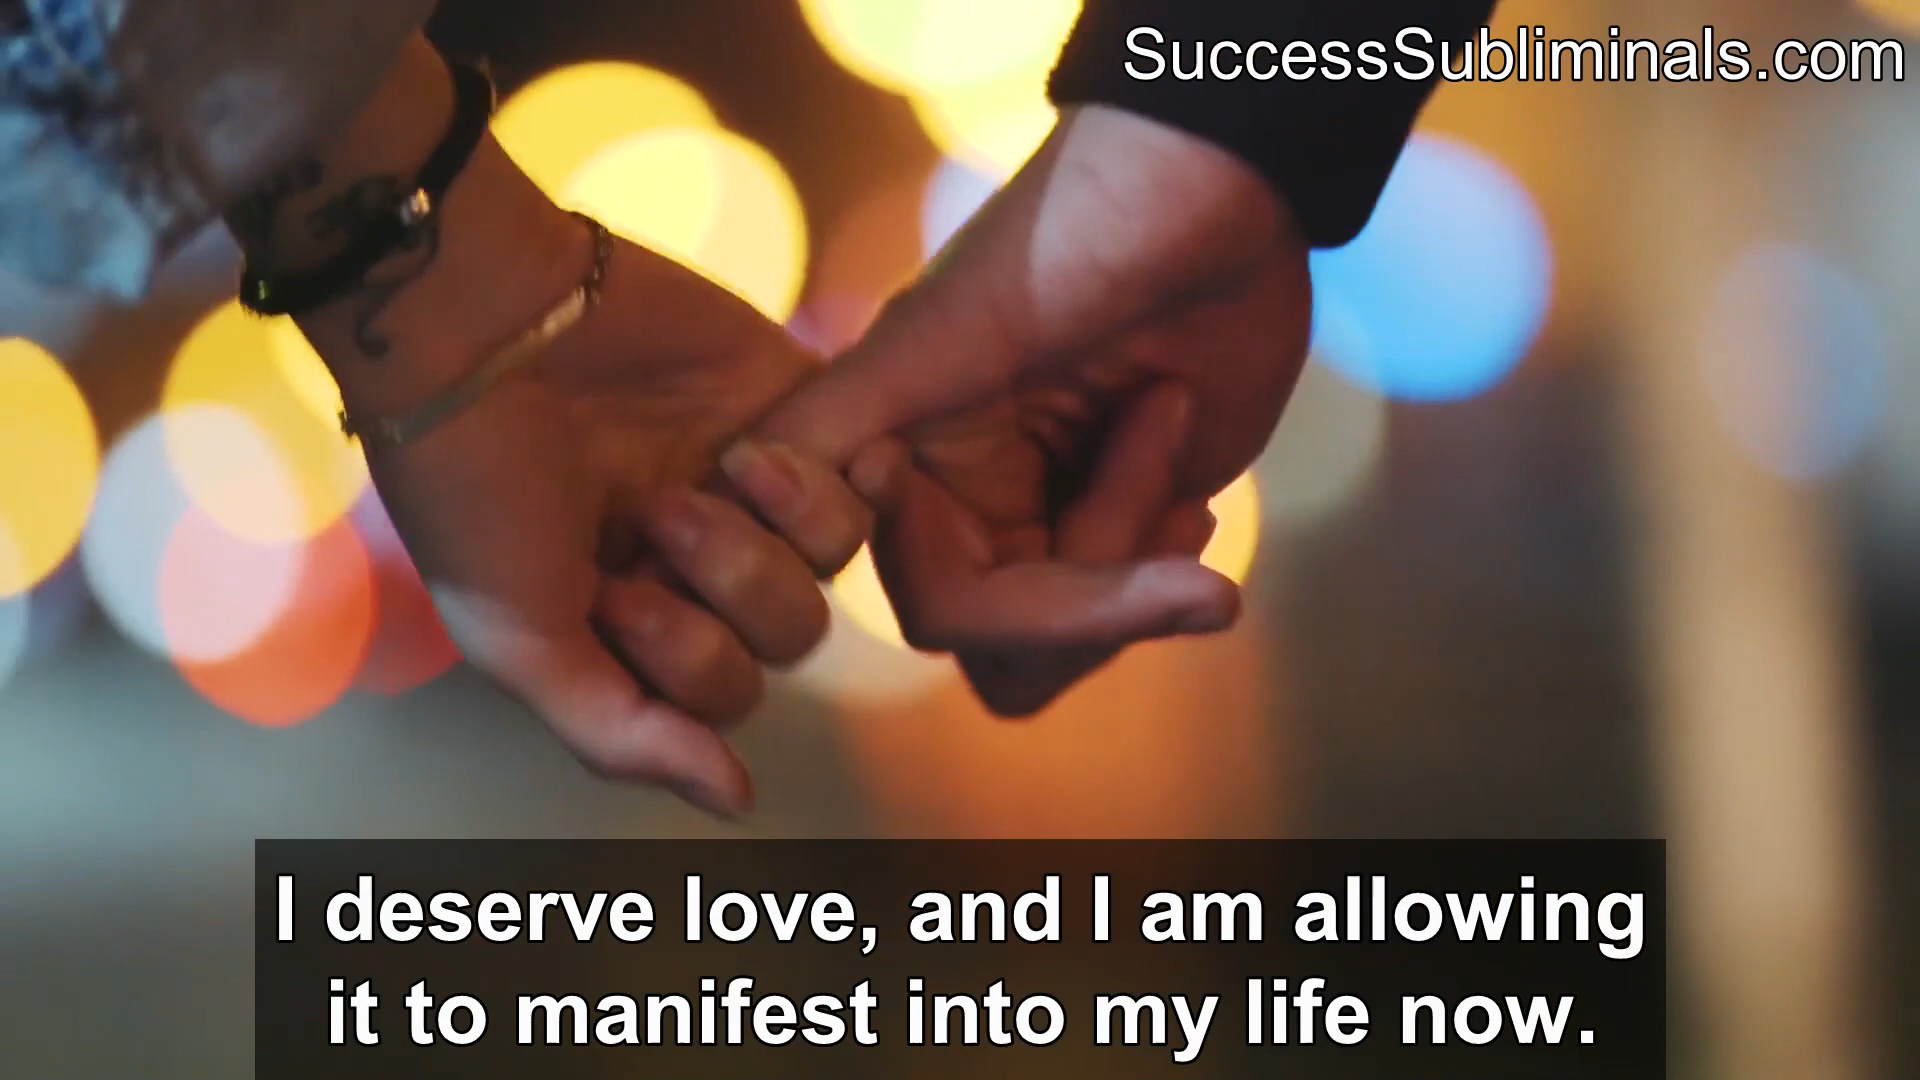 SuccessSubliminals.com
I deserve love, and I am allowing
it to manifest into my life now.